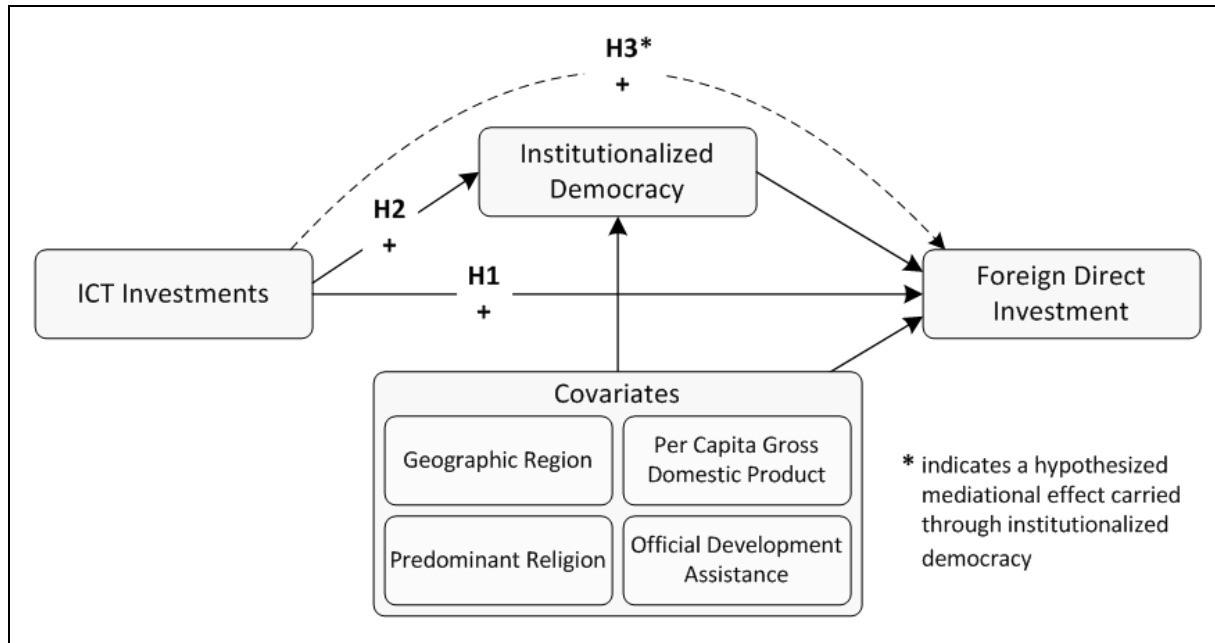 H3*
+
Institutionalized
Democracy
H2
+
ICT Investments
H1
+
Foreign Direct
Investment
Covariates
Geographic Region
Per Capita Gross
Domestic Product
Predominant Religion
Official Development
Assistance
* indicates a hypothesized
mediational effect carried
through institutionalized
democracy